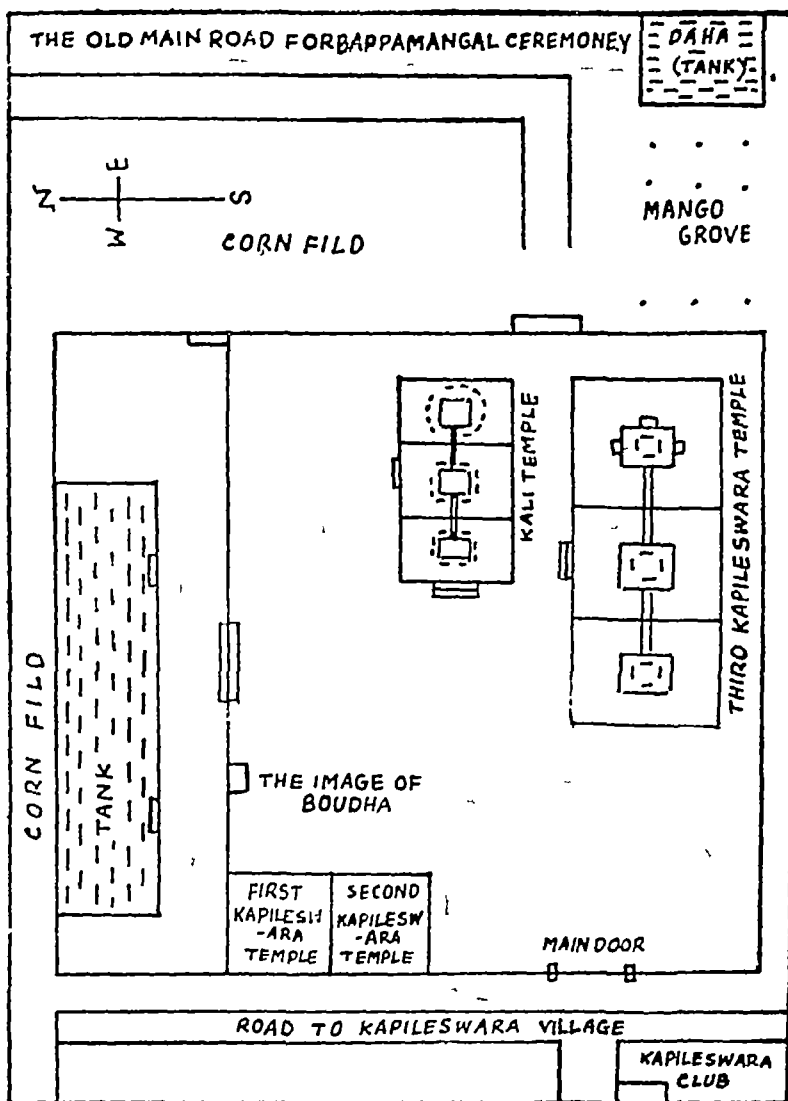 THE OLD MAIN ROAD FORBAPPAMANGAL CEREMONEY
DAHA
(TANK)
E
N
S
W
CORN FILD
MANGO
GROVE
KALI TEMPLE
THIRO KAPILESWARA TEMPLE
CORN FILD
TANK
THE IMAGE OF
BOUDHA
FIRST
KAPILESH
-ARA
TEMPLE
SECOND
KAPILESW
-ARA
TEMPLE
MAIN DOOR
ROAD TO KAPILESWARA VILLAGE
KAPILESWARA
CLUB